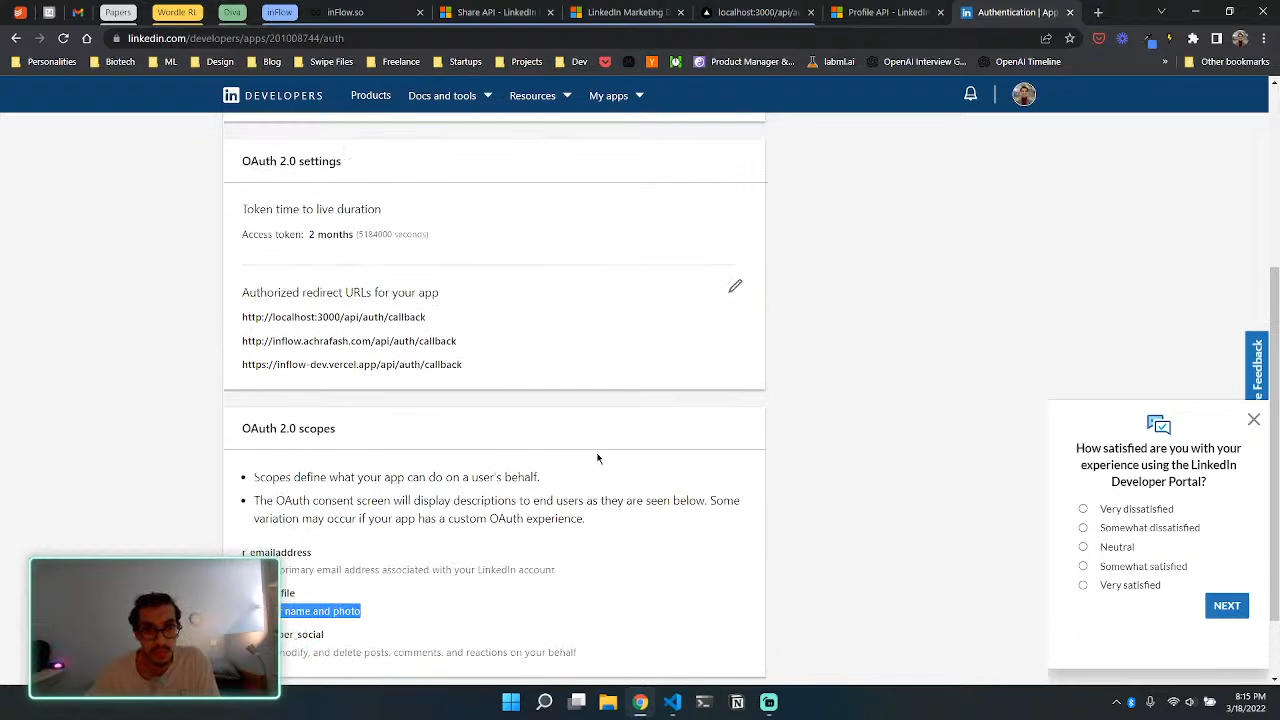 Papers
Wordle RL
Diva
inFlow
inFlow.so
Share API - LinkedIn
LinkedIn Marketing D
localhost:3000/api/a
Post on LinkedIn
Authentication | App
linkedin.com/developers/apps/201008744/auth
Personalities
Biotech
ML
Design
Blog
Snipe Files
Finance
Startups
Projects
Dev
Product Manager &...
labml.ai
OpenAI Interview...
OpenAI Timeline
»
Other bookmarks
in DEVELOPERS
Products
Docs and tools
Resources
My apps
OAuth 2.0 settings
Token time to live duration
Access token: 2 months (5184000 seconds)
Authorized redirect URLs for your app
http://localhost:3000/api/auth/callback
http://inflow.achrafash.com/api/auth/callback
https://inflow-dev.vercel.app/api/auth/callback
OAuth 2.0 scopes
• Scopes define what your app can do on a user's behalf.
• The OAuth consent screen will display descriptions to end users as they are seen below. Some
variation may occur if your app has a custom OAuth experience.
r_emailaddress
primary email address associated with your LinkedIn account
file
name and photo
ber_social
modify, and delete posts, comments, and reactions on your behalf
e Feedback
How satisfied are you with your
experience using the LinkedIn
Developer Portal?
Very dissatisfied
Somewhat dissatisfied
Neutral
Somewhat satisfied
Very satisfied
NEXT
8:15 PM
3/18/2022